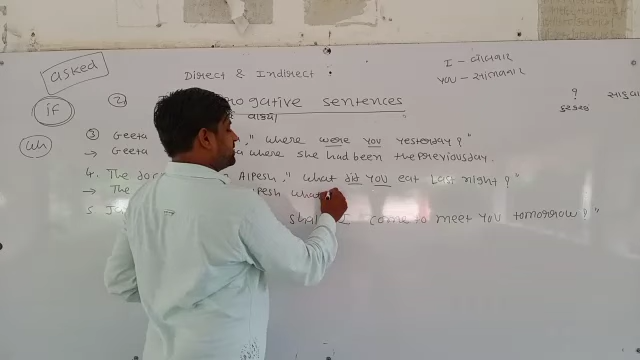 asked
Direct & Indirect
I - બોલનાર
YOU - સાંભળનાર
if
2
rogative sentences
વાક્યો
?
wh
3 Geeta ," where were you yesterday?"
→ Geeta where she had been the previous day.
4. The Alpesh, " what did you eat last night?"
→ The pesh what
5. shall I come to meet you tomorrow?"